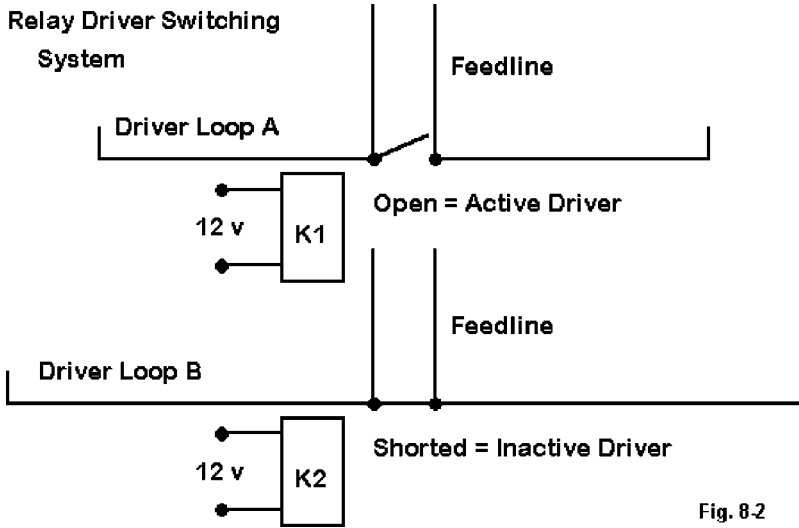 Relay Driver Switching
System
Feedline
Driver Loop A
Open = Active Driver
12 v
K1
Feedline
Driver Loop B
Shorted = Inactive Driver
12 v
K2
Fig. 8-2